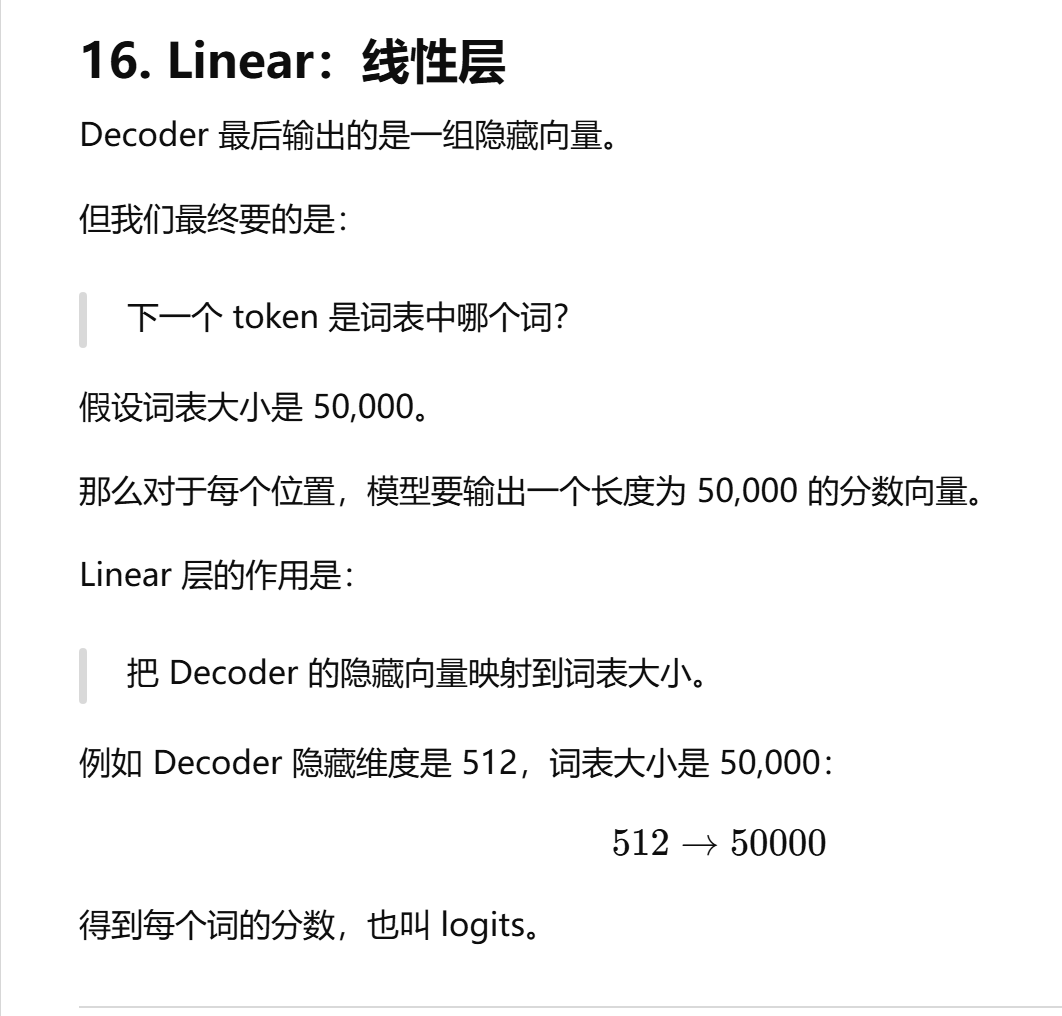 16. Linear：线性层
Decoder 最后输出的是一组隐藏向量。
但我们最终要的是：
下一个 token 是词表中哪个词？
假设词表大小是 50,000。
那么对于每个位置，模型要输出一个长度为 50,000 的分数向量。
Linear 层的作用是：
把 Decoder 的隐藏向量映射到词表大小。
例如 Decoder 隐藏维度是 512，词表大小是 50,000：
512 → 50000
得到每个词的分数，也叫 logits。